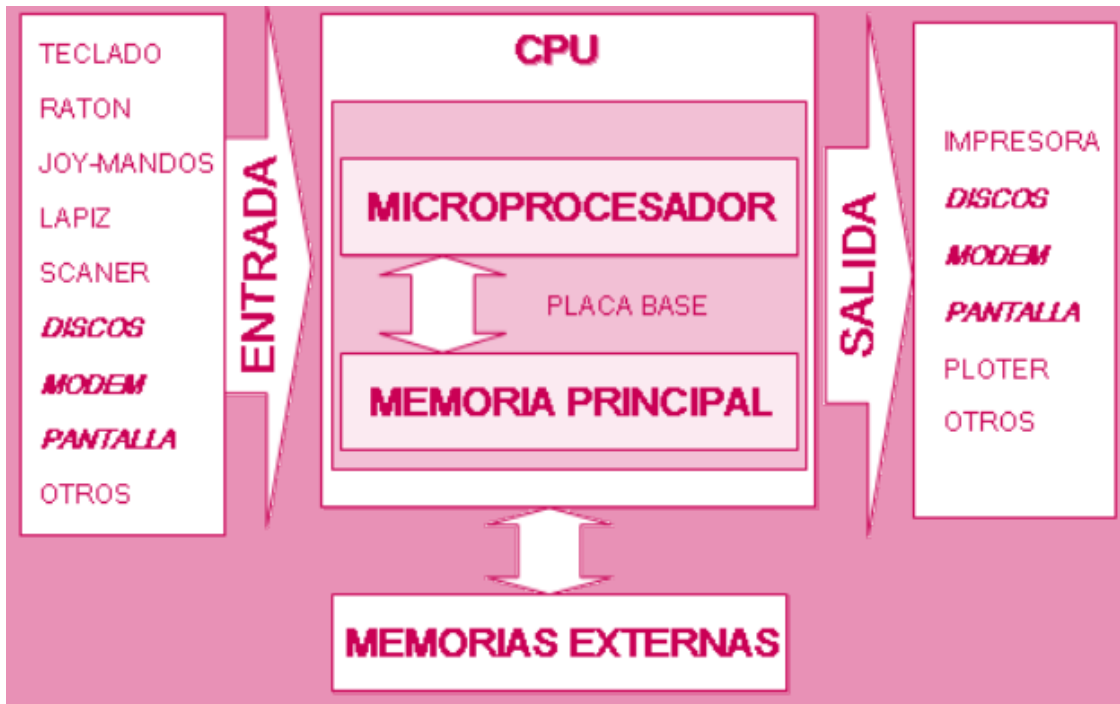 TECLADO
RATON
JOY-MANDOS
LAPIZ
SCANER
DISCOS
MODEM
PANTALLA
OTROS
ENTRADA
CPU
MICROPROCESADOR
PLACA BASE
MEMORIA PRINCIPAL
MEMORIAS EXTERNAS
SALIDA
IMPRESORA
DISCOS
MODEM
PANTALLA
PLOTER
OTROS